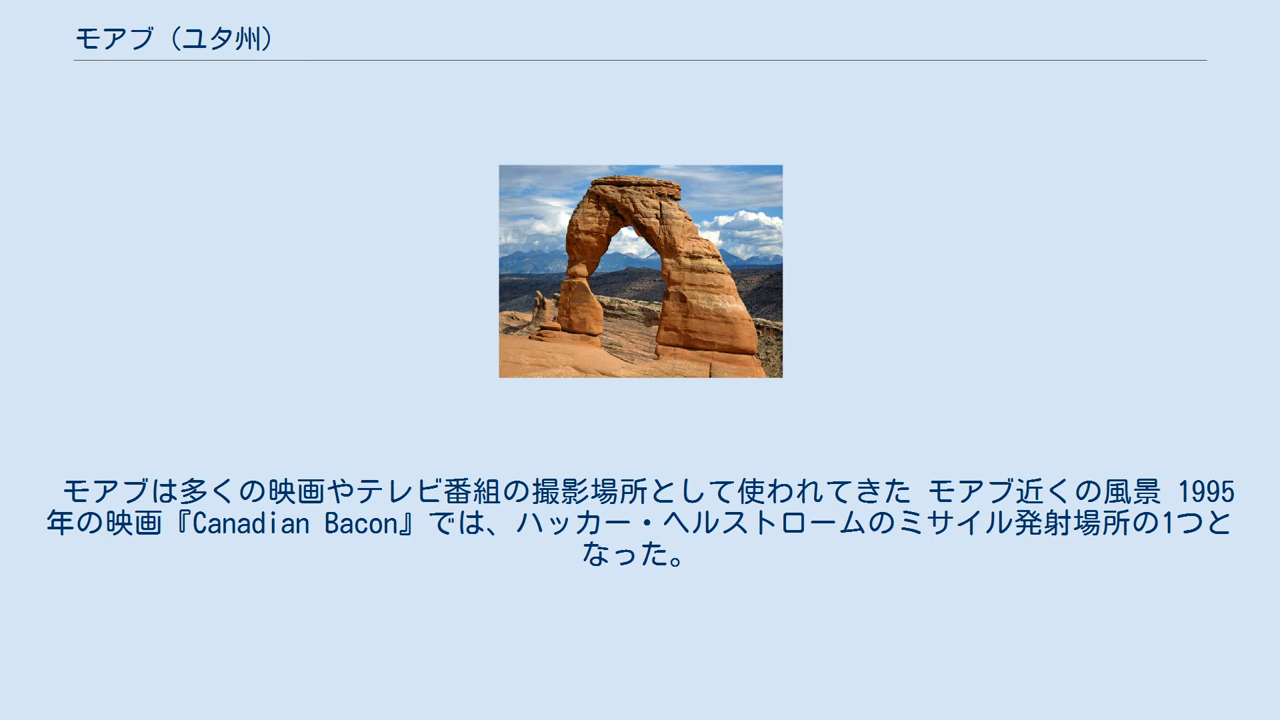 モアブ（ユタ州）
モアブは多くの映画やテレビ番組の撮影場所として使われてきた モアブ近くの風景 1995
年の映画『Canadian Bacon』では、ハッカー・ヘルストロームのミサイル発射場所の1つと
なった。